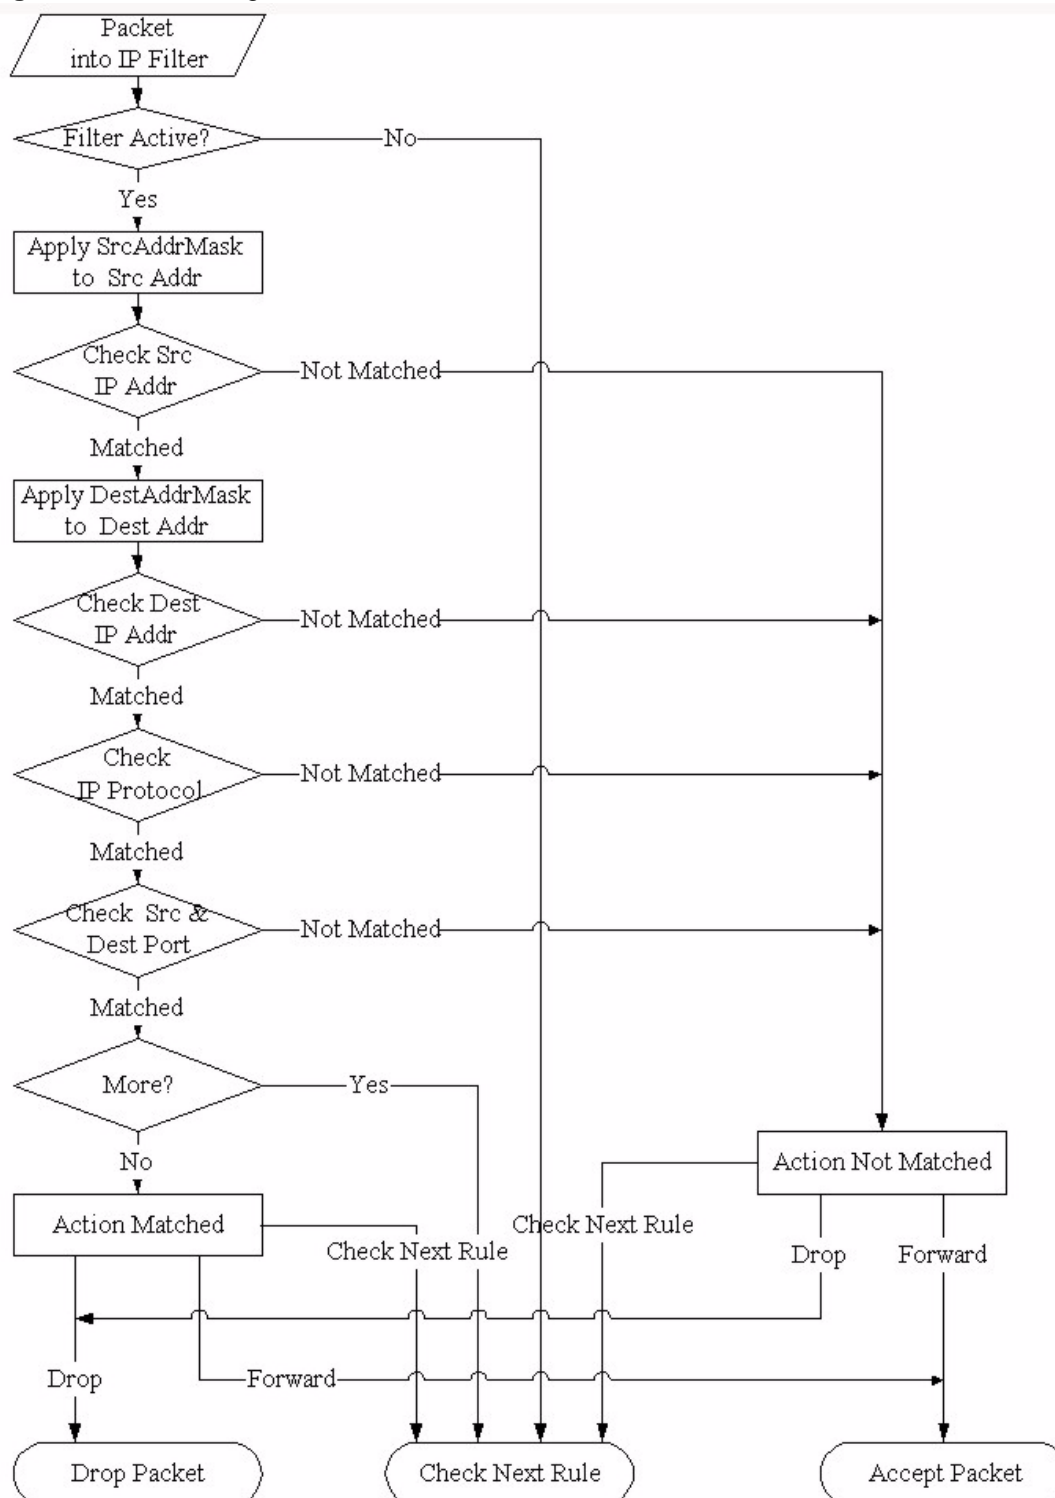 Packet
into IP Filter
Filter Active?
No
Yes
Apply SrcAddrMask
to Src Addr
Check Src
IP Addr
Not Matched
Matched
Apply DestAddrMask
to Dest Addr
Check Dest
IP Addr
Not Matched
Matched
Check
IP Protocol
Not Matched
Matched
Check Src &
Dest Port
Not Matched
Matched
More?
Yes
No
Action Not Matched
Action Matched
Check Next Rule
Check Next Rule
Drop
Forward
Drop
Forward
Drop Packet
Check Next Rule
Accept Packet